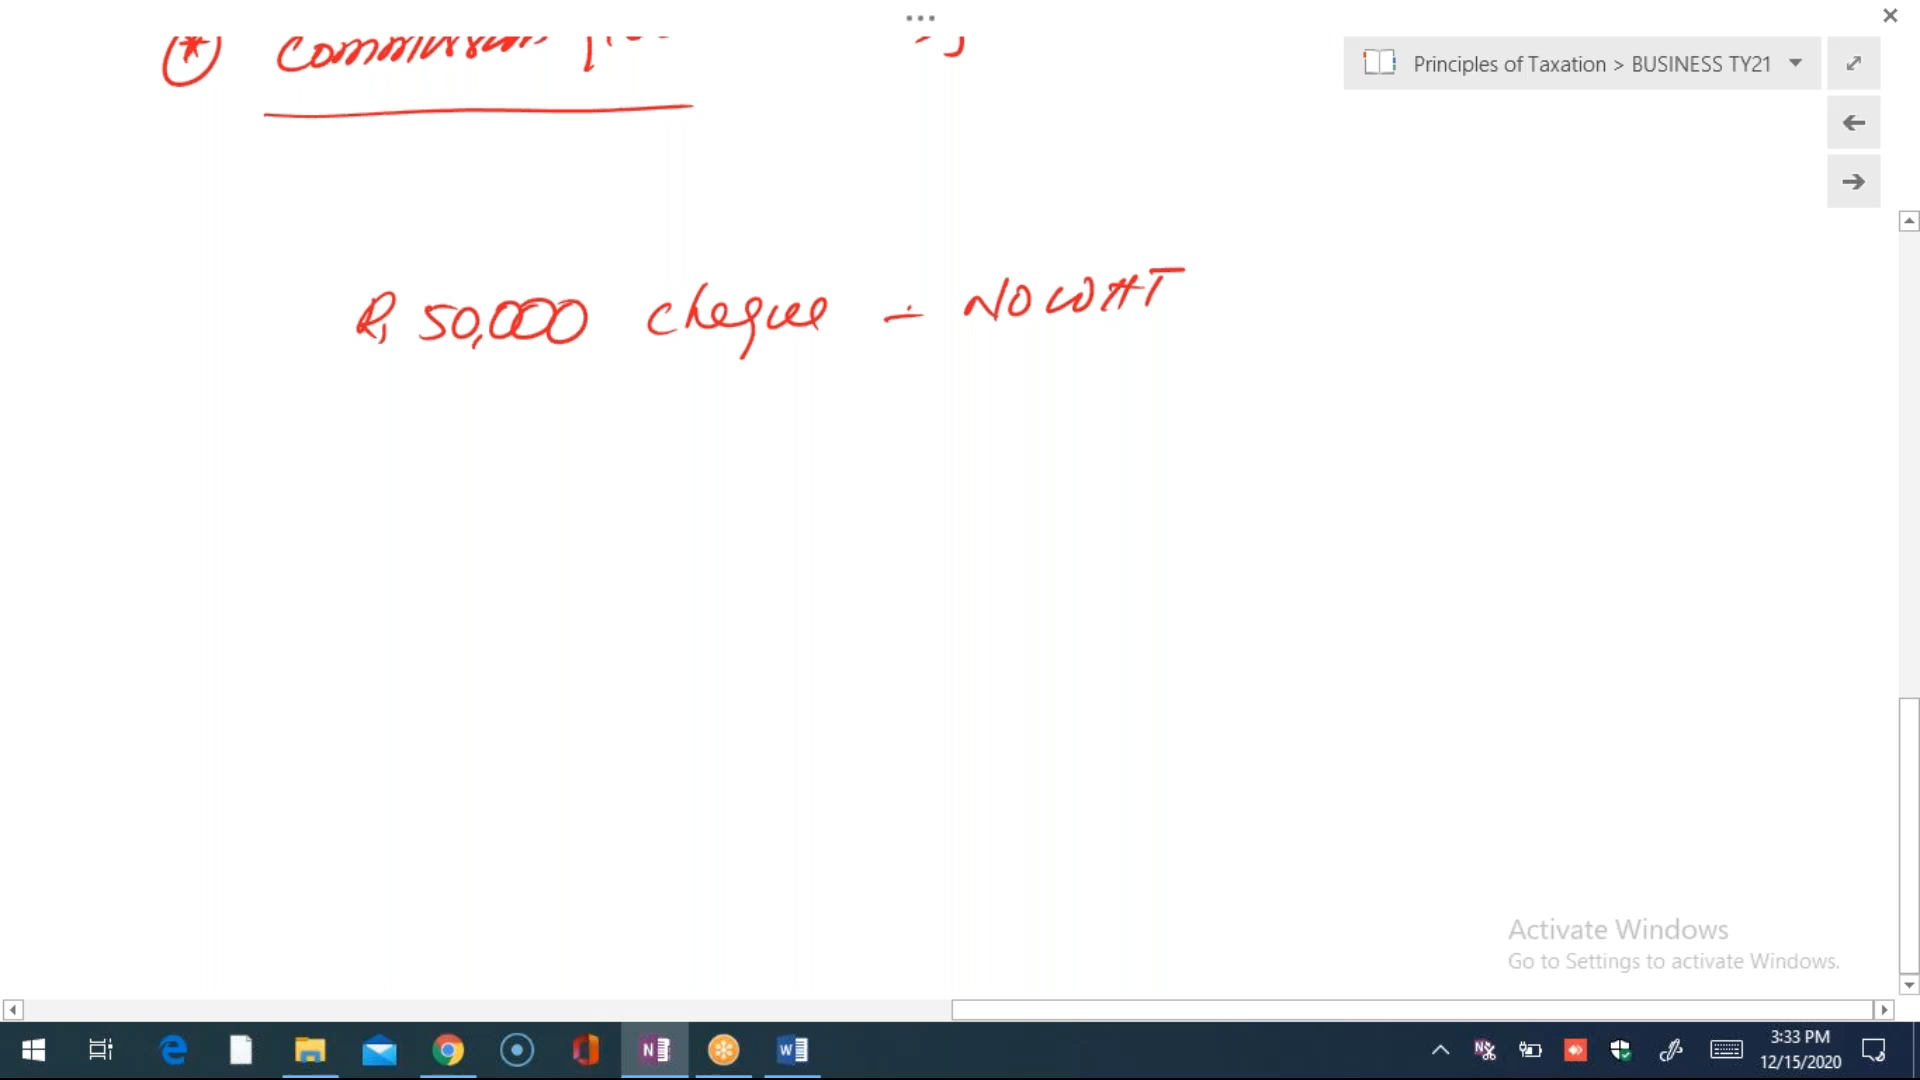 Principles of Taxation > BUSINESS TY21
Rs 50,000 cheque - NO WHT
Activate Windows
Go to Settings to activate Windows.
3:33 PM
12/15/2020